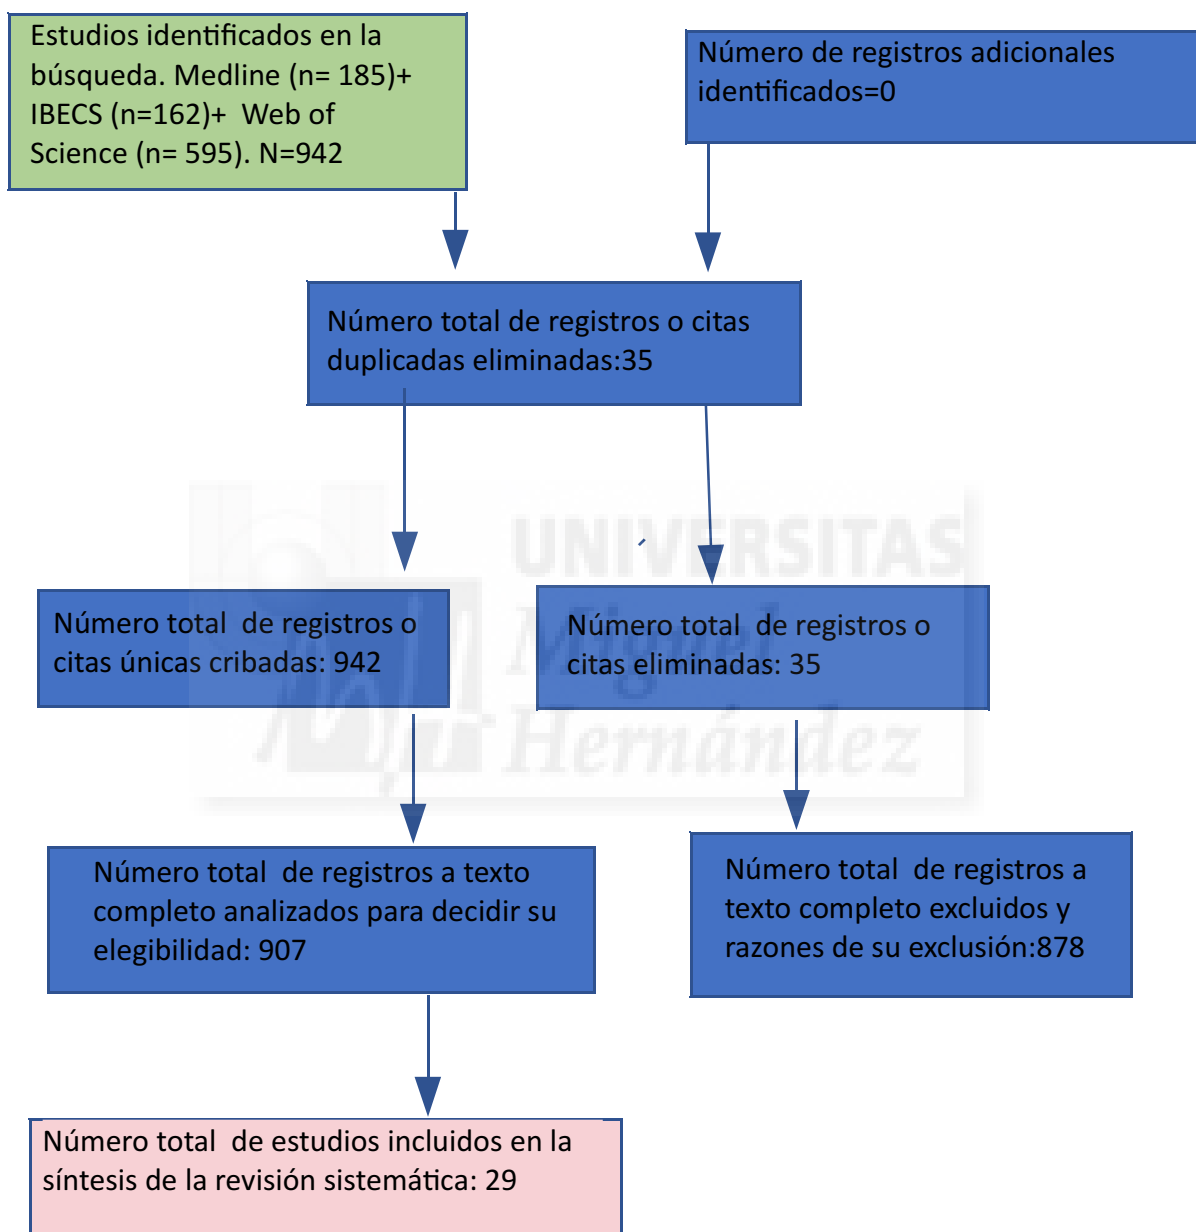 Estudios identificados en la
búsqueda. Medline (n= 185)+
IBECS (n=162)+ Web of
Science (n= 595). N=942
Número de registros adicionales
identificados=0
Número total de registros o citas
duplicadas eliminadas:35
UNIVERSITAS
Miguel
Hernández
Número total de registros o
citas únicas cribadas: 942
Número total de registros o
citas eliminadas: 35
Número total de registros a texto
completo analizados para decidir su
elegibilidad: 907
Número total de registros a
texto completo excluidos y
razones de su exclusión:878
Número total de estudios incluidos en la
síntesis de la revisión sistemática: 29